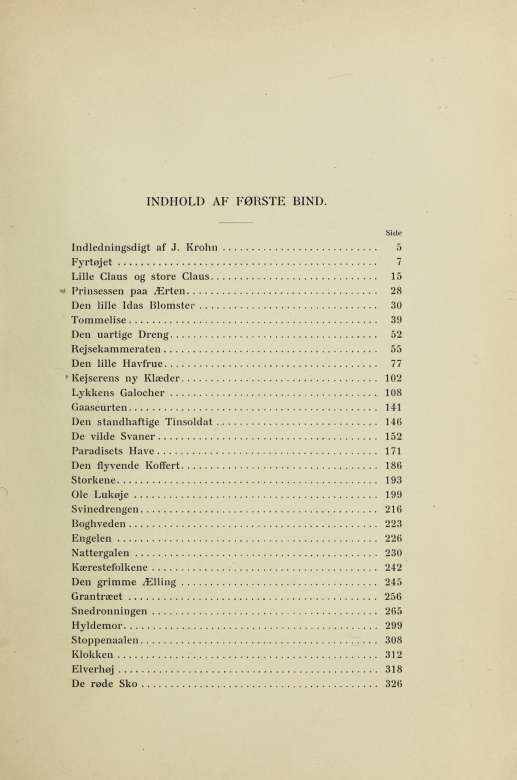 INDHOLD AF FØRSTE BIND.
Side
Indledningsdigt af J. Krohn ........................... 5
Fyrtøjet ............................................. 7
Lille Claus og store Claus............................. 15
Prinsessen paa Ærten.................................. 28
Den lille Idas Blomster ............................... 30
Tommelise............................................ 39
Den uartige Dreng..................................... 52
Rejsekammeraten...................................... 55
Den lille Havfrue...................................... 77
Kejserens ny Klæder................................... 102
Lykkens Galocher ..................................... 108
Gaaseurten............................................ 141
Den standhaftige Tinsoldat ............................ 146
De vilde Svaner....................................... 152
Paradisets Have....................................... 171
Den flyvende Koffert................................... 186
Storkene.............................................. 193
Ole Lukøje ........................................... 199
Svinedrengen.......................................... 216
Boghveden............................................ 223
Engelen .............................................. 226
Nattergalen ........................................... 230
Kærestefolkene ........................................ 242
Den grimme Ælling ................................... 245
Grantræet ............................................ 256
Snedronningen ........................................ 265
Hyldemor............................................. 299
Stoppenaalen.......................................... 308
Klokken .............................................. 312
Elverhøj .............................................. 318
De røde Sko .......................................... 326